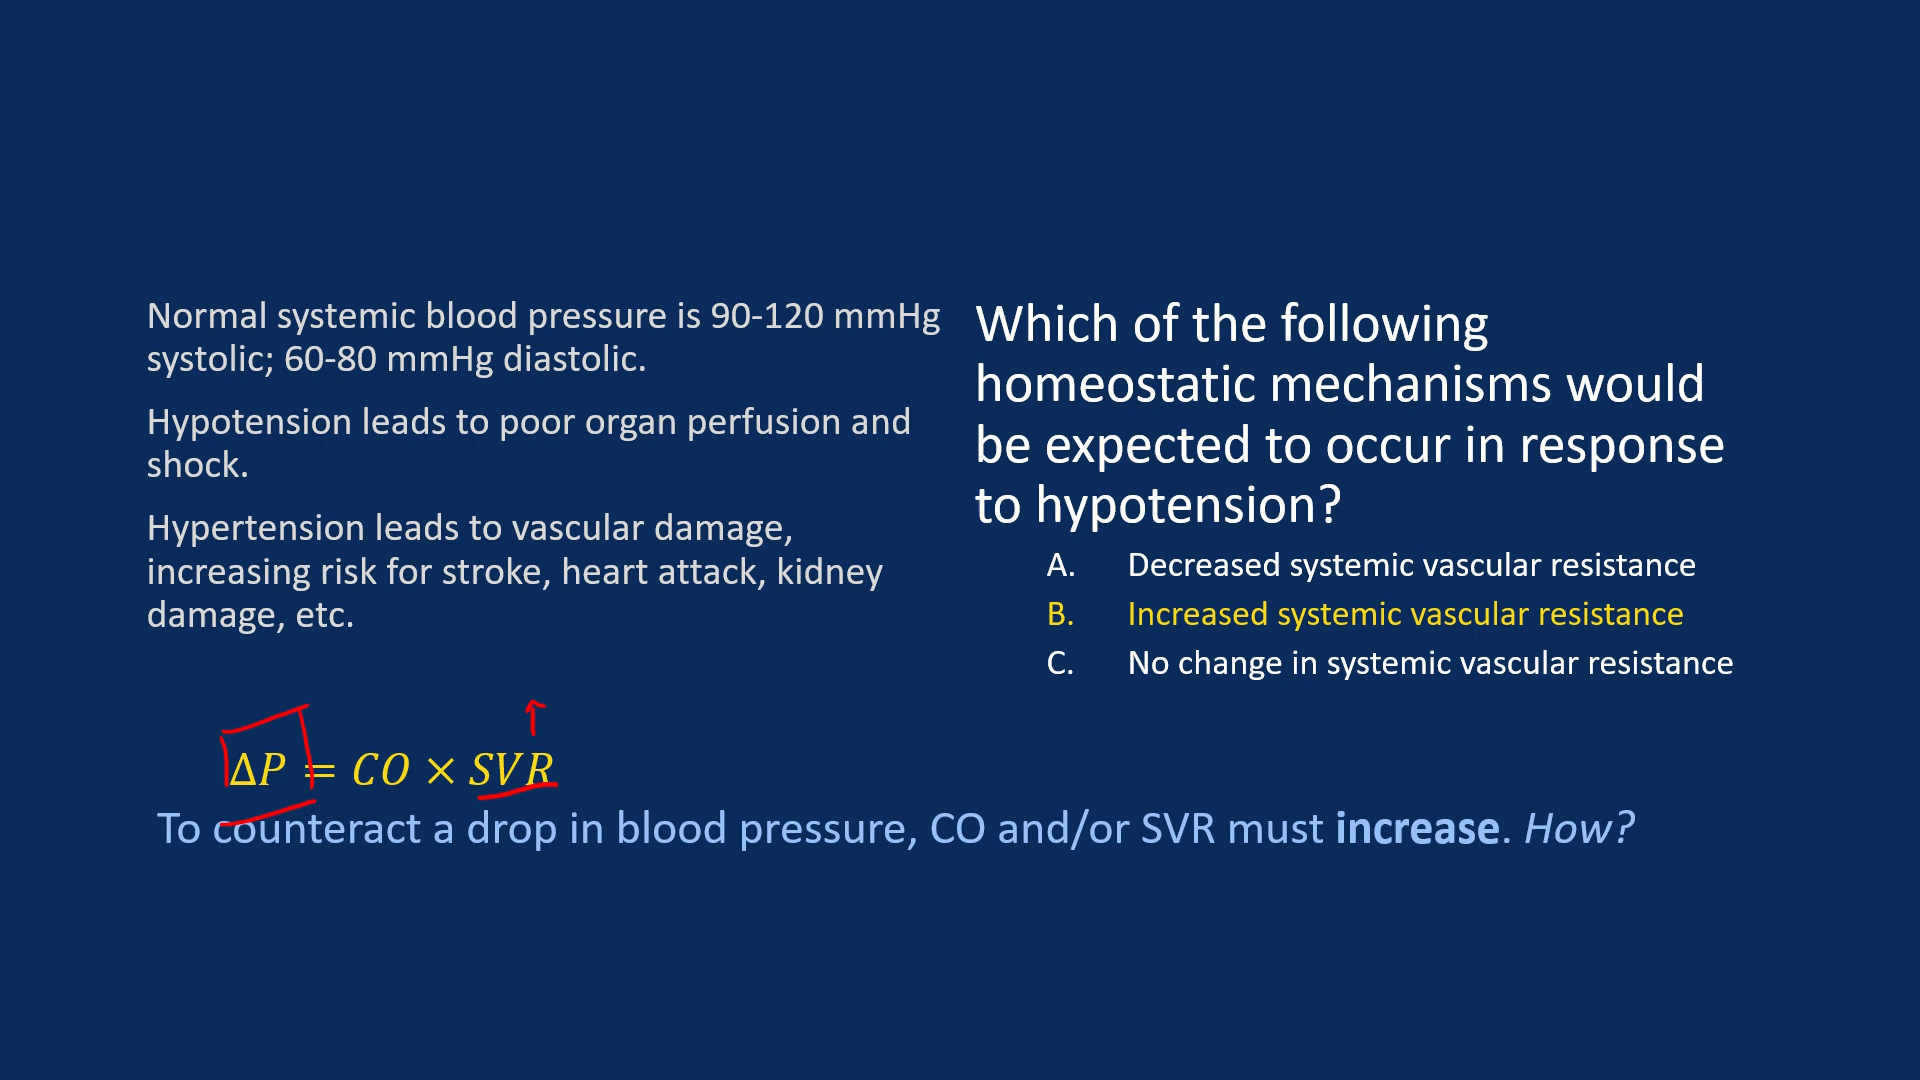 Normal systemic blood pressure is 90-120 mmHg
systolic; 60-80 mmHg diastolic.
Hypotension leads to poor organ perfusion and
shock.
Hypertension leads to vascular damage,
increasing risk for stroke, heart attack, kidney
damage, etc.
Which of the following
homeostatic mechanisms would
be expected to occur in response
to hypotension?
A. Decreased systemic vascular resistance
B. Increased systemic vascular resistance
C. No change in systemic vascular resistance
ΔP = CO × SVR
To counteract a drop in blood pressure, CO and/or SVR must increase. How?